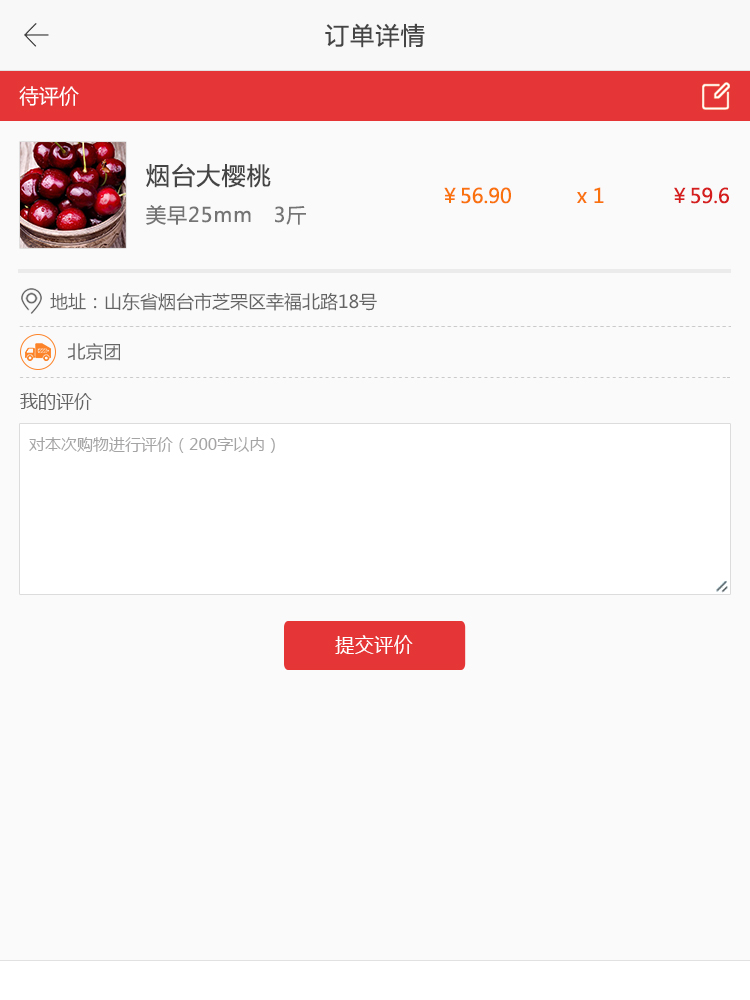 订单详情
待评价
烟台大樱桃
美早25mm 3斤
¥ 56.90 x 1 ¥ 59.6
地址：山东省烟台市芝罘区幸福北路18号
北京团
我的评价
对本次购物进行评价（200字以内）
提交评价